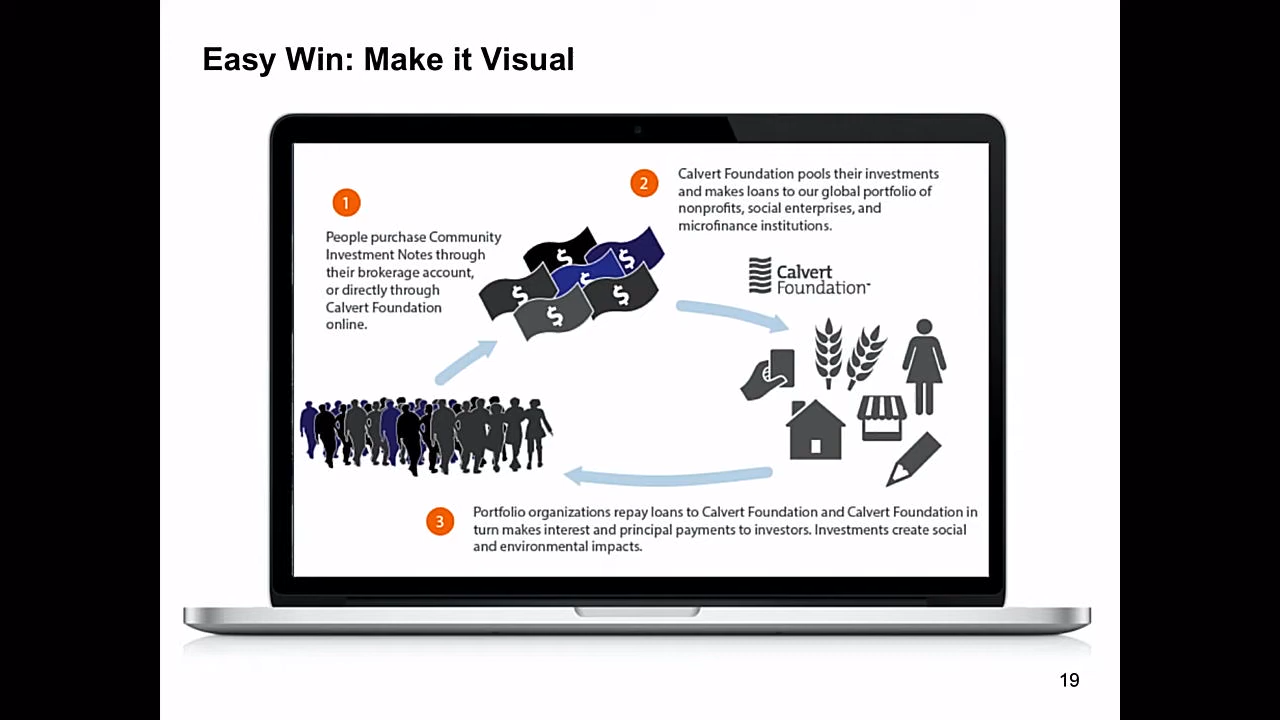 Easy Win: Make it Visual
1
People purchase Community
Investment Notes through
their brokerage account,
or directly through
Calvert Foundation
online.
2
Calvert Foundation pools their investments
and makes loans to our global portfolio of
nonprofits, social enterprises, and
microfinance institutions.
$ $ $ $ $ $
Calvert
Foundation™
3
Portfolio organizations repay loans to Calvert Foundation and Calvert Foundation in
turn makes interest and principal payments to investors. Investments create social
and environmental impacts.
19